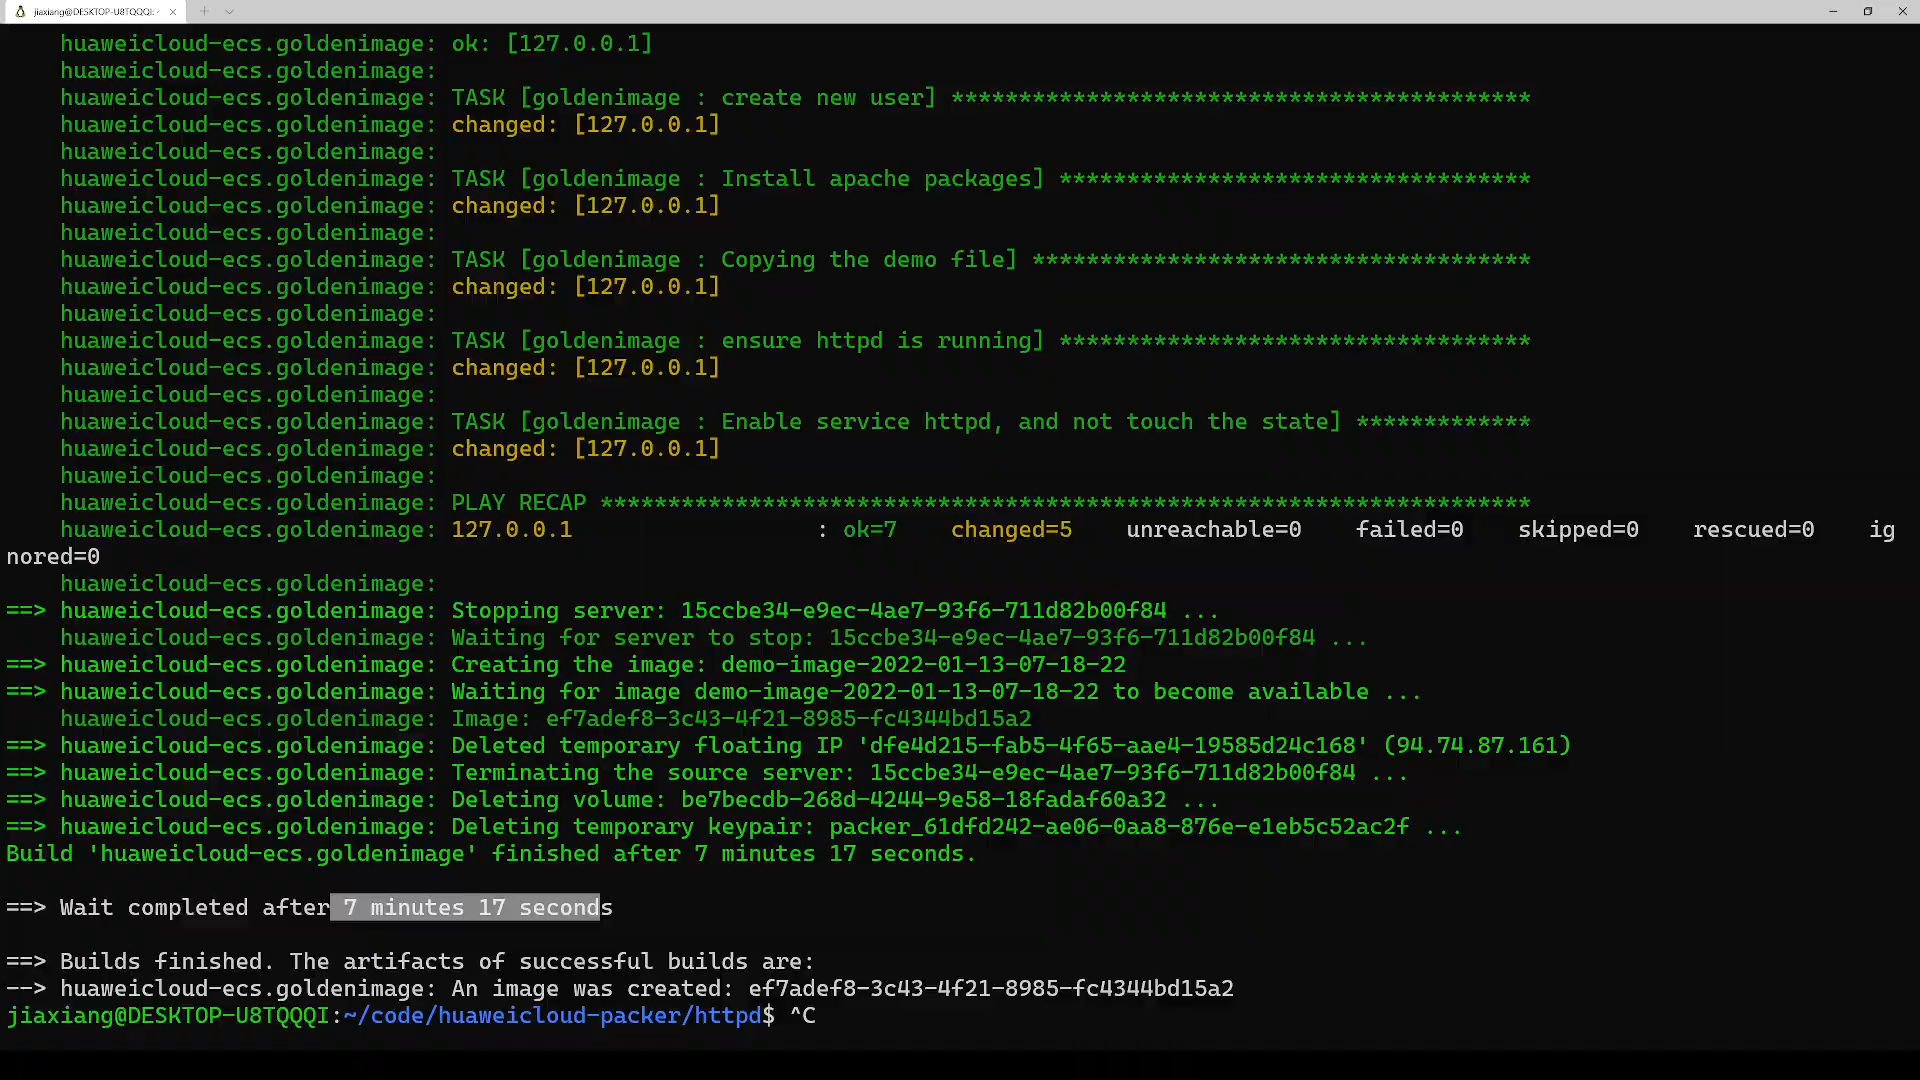 jiaxiang@DESKTOP-U8TQQQI: ~
huaweicloud-ecs.goldenimage: ok: [127.0.0.1]
huaweicloud-ecs.goldenimage:
huaweicloud-ecs.goldenimage: TASK [goldenimage : create new user] *******************************************
huaweicloud-ecs.goldenimage: changed: [127.0.0.1]
huaweicloud-ecs.goldenimage:
huaweicloud-ecs.goldenimage: TASK [goldenimage : Install apache packages] ***********************************
huaweicloud-ecs.goldenimage: changed: [127.0.0.1]
huaweicloud-ecs.goldenimage:
huaweicloud-ecs.goldenimage: TASK [goldenimage : Copying the demo file] *************************************
huaweicloud-ecs.goldenimage: changed: [127.0.0.1]
huaweicloud-ecs.goldenimage:
huaweicloud-ecs.goldenimage: TASK [goldenimage : ensure httpd is running] ***********************************
huaweicloud-ecs.goldenimage: changed: [127.0.0.1]
huaweicloud-ecs.goldenimage:
huaweicloud-ecs.goldenimage: TASK [goldenimage : Enable service httpd, and not touch the state] *************
huaweicloud-ecs.goldenimage: changed: [127.0.0.1]
huaweicloud-ecs.goldenimage:
huaweicloud-ecs.goldenimage: PLAY RECAP *********************************************************************
huaweicloud-ecs.goldenimage: 127.0.0.1                  : ok=7    changed=5    unreachable=0    failed=0    skipped=0    rescued=0    ig
nored=0
huaweicloud-ecs.goldenimage:
==> huaweicloud-ecs.goldenimage: Stopping server: 15ccbe34-e9ec-4ae7-93f6-711d82b00f84 ...
huaweicloud-ecs.goldenimage: Waiting for server to stop: 15ccbe34-e9ec-4ae7-93f6-711d82b00f84 ...
==> huaweicloud-ecs.goldenimage: Creating the image: demo-image-2022-01-13-07-18-22
==> huaweicloud-ecs.goldenimage: Waiting for image demo-image-2022-01-13-07-18-22 to become available ...
huaweicloud-ecs.goldenimage: Image: ef7adef8-3c43-4f21-8985-fc4344bd15a2
==> huaweicloud-ecs.goldenimage: Deleted temporary floating IP 'dfe4d215-fab5-4f65-aae4-19585d24c168' (94.74.87.161)
==> huaweicloud-ecs.goldenimage: Terminating the source server: 15ccbe34-e9ec-4ae7-93f6-711d82b00f84 ...
==> huaweicloud-ecs.goldenimage: Deleting volume: be7becdb-268d-4244-9e58-18fadaf60a32 ...
==> huaweicloud-ecs.goldenimage: Deleting temporary keypair: packer_61dfd242-ae06-0aa8-876e-e1eb5c52ac2f ...
Build 'huaweicloud-ecs.goldenimage' finished after 7 minutes 17 seconds.
==> Wait completed after 7 minutes 17 seconds
==> Builds finished. The artifacts of successful builds are:
--> huaweicloud-ecs.goldenimage: An image was created: ef7adef8-3c43-4f21-8985-fc4344bd15a2
jiaxiang@DESKTOP-U8TQQQI:~/code/huaweicloud-packer/httpd$ ^C